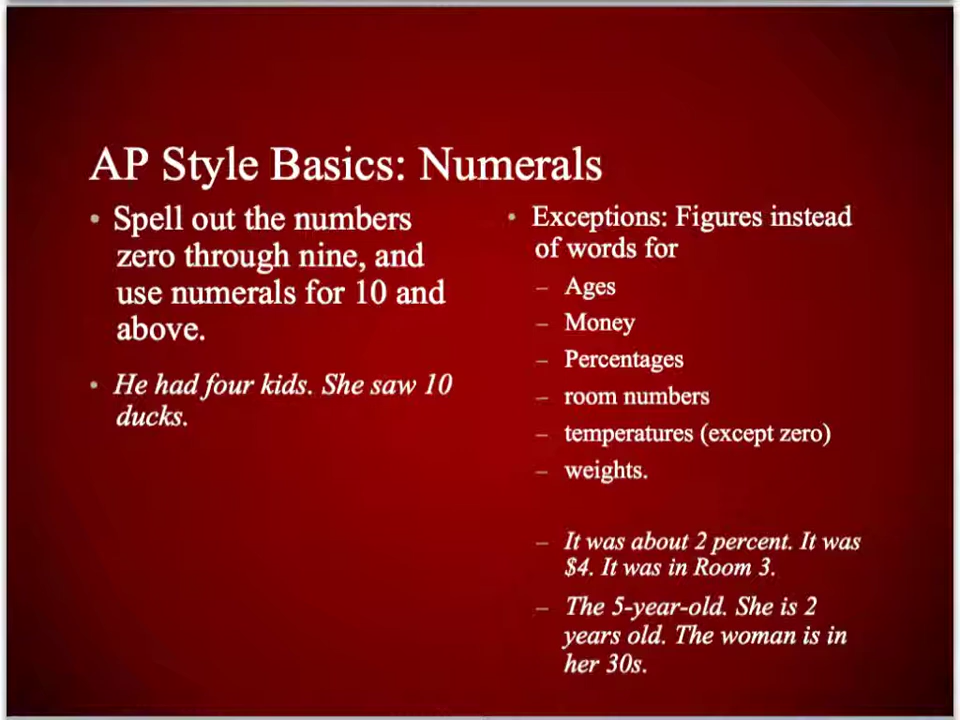 AP Style Basics: Numerals
• Spell out the numbers
zero through nine, and
use numerals for 10 and
above.
• He had four kids. She saw 10
ducks.
• Exceptions: Figures instead
of words for
– Ages
– Money
– Percentages
– room numbers
– temperatures (except zero)
– weights.
– It was about 2 percent. It was
$4. It was in Room 3.
– The 5-year-old. She is 2
years old. The woman is in
her 30s.